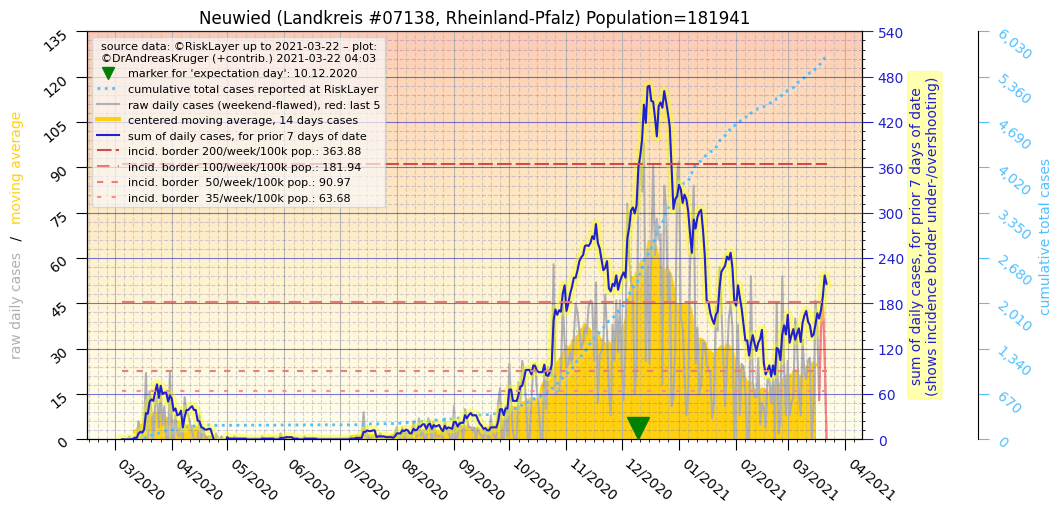 Neuwied (Landkreis #07138, Rheinland-Pfalz) Population=181941
source data: ©RiskLayer up to 2021-03-22 – plot:
©DrAndreasKruger (+contrib.) 2021-03-22 04:03
marker for 'expectation day': 10.12.2020
cumulative total cases reported at RiskLayer
raw daily cases (weekend-flawed), red: last 5
centered moving average, 14 days cases
sum of daily cases, for prior 7 days of date
incid. border 200/week/100k pop.: 363.88
incid. border 100/week/100k pop.: 181.94
incid. border  50/week/100k pop.: 90.97
incid. border  35/week/100k pop.: 63.68
raw daily cases  /  moving average
135
120
105
90
75
60
45
30
15
0
03/2020
04/2020
05/2020
06/2020
07/2020
08/2020
09/2020
10/2020
11/2020
12/2020
01/2021
02/2021
03/2021
04/2021
540
480
420
360
300
240
180
120
60
0
sum of daily cases, for prior 7 days of date
(shows incidence border under-/overshooting)
6,030
5,360
4,690
4,020
3,350
2,680
2,010
1,340
670
0
cumulative total cases